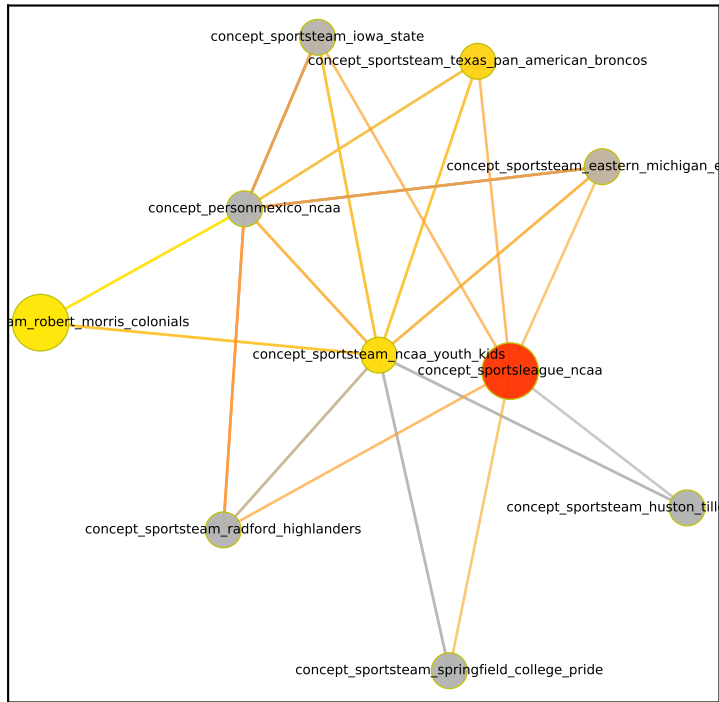 concept_sportsteam_iowa_state
concept_sportsteam_texas_pan_american_broncos
concept_sportsteam_eastern_michigan_e
concept_personmexico_ncaa
am_robert_morris_colonials
concept_sportsteam_ncaa_youth_kids
concept_sportsleague_ncaa
concept_sportsteam_huston_till
concept_sportsteam_radford_highlanders
concept_sportsteam_springfield_college_pride